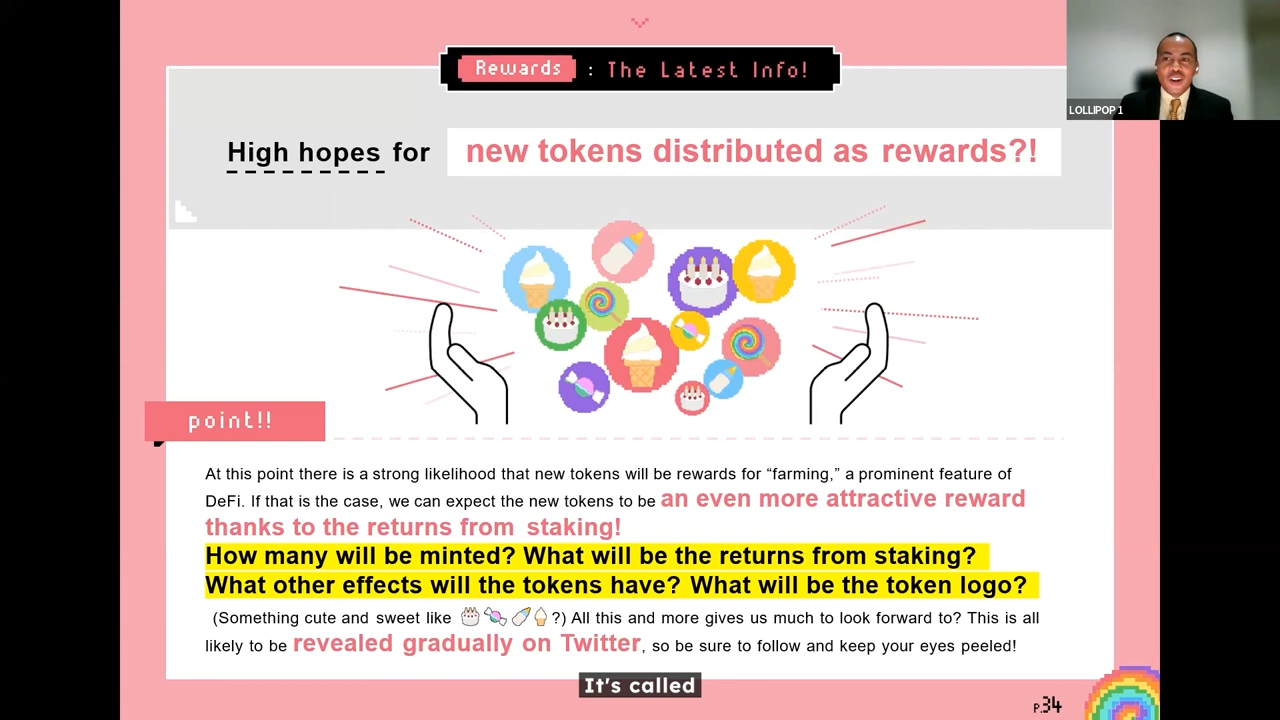 Rewards : The Latest Info!
LOLLIPOP 1
High hopes for new tokens distributed as rewards?!
point!!
At this point there is a strong likelihood that new tokens will be rewards for “farming,” a prominent feature of
DeFi. If that is the case, we can expect the new tokens to be an even more attractive reward
thanks to the returns from staking!
How many will be minted? What will be the returns from staking?
What other effects will the tokens have? What will be the token logo?
(Something cute and sweet like 🎂🍬🍼🍦?) All this and more gives us much to look forward to? This is all
likely to be revealed gradually on Twitter, so be sure to follow and keep your eyes peeled!
It's called
P.34